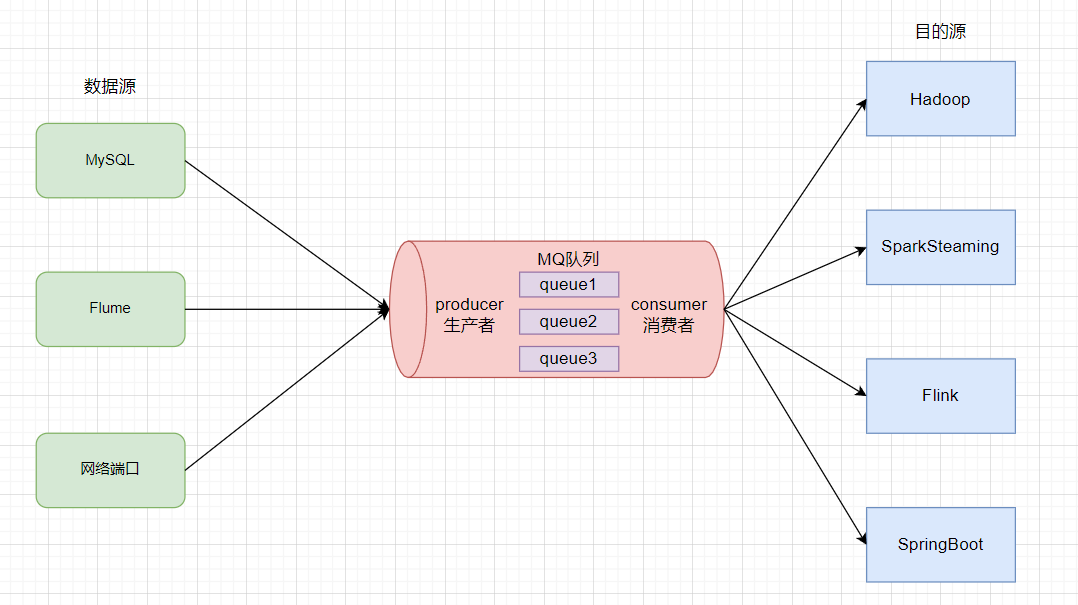 数据源
MySQL
Flume
网络端口
MQ队列
producer
生产者
queue1
queue2
queue3
consumer
消费者
目的源
Hadoop
SparkSteaming
Flink
SpringBoot